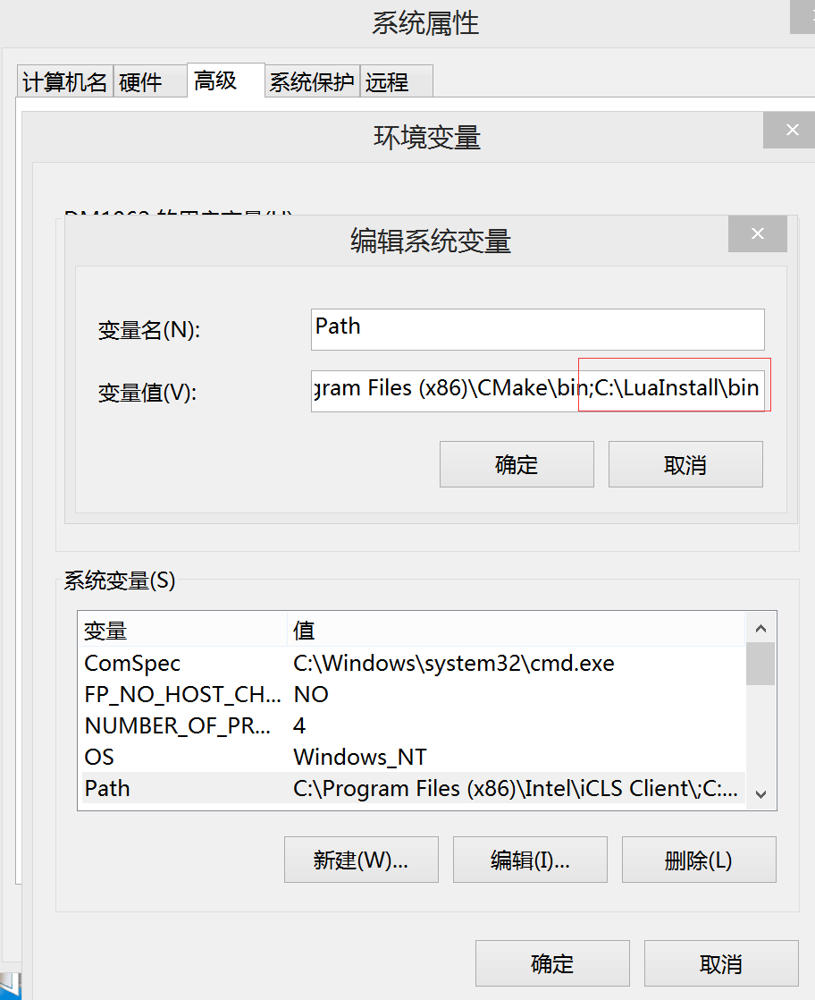 系统属性
计算机名 硬件 高级 系统保护 远程
环境变量
编辑系统变量
变量名(N): Path
变量值(V): gram Files (x86)\CMake\bin;C:\LuaInstall\bin
确定 取消
系统变量(S)
变量 值
ComSpec C:\Windows\system32\cmd.exe
FP_NO_HOST_CH... NO
NUMBER_OF_PR... 4
OS Windows_NT
Path C:\Program Files (x86)\Intel\iCLS Client\;C:...
新建(W)... 编辑(I)... 删除(L)
确定 取消